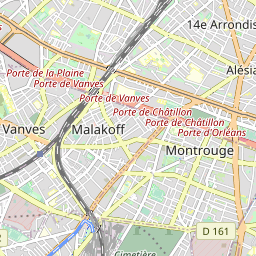 14e Arrondis
Alésia
Porte de la Plaine
Porte de Vanves
Porte de Vanves
Porte de Châtillon
Porte de Châtillon
Porte d'Orléans
Vanves
Malakoff
Montrouge
D 161
2
Cimetière